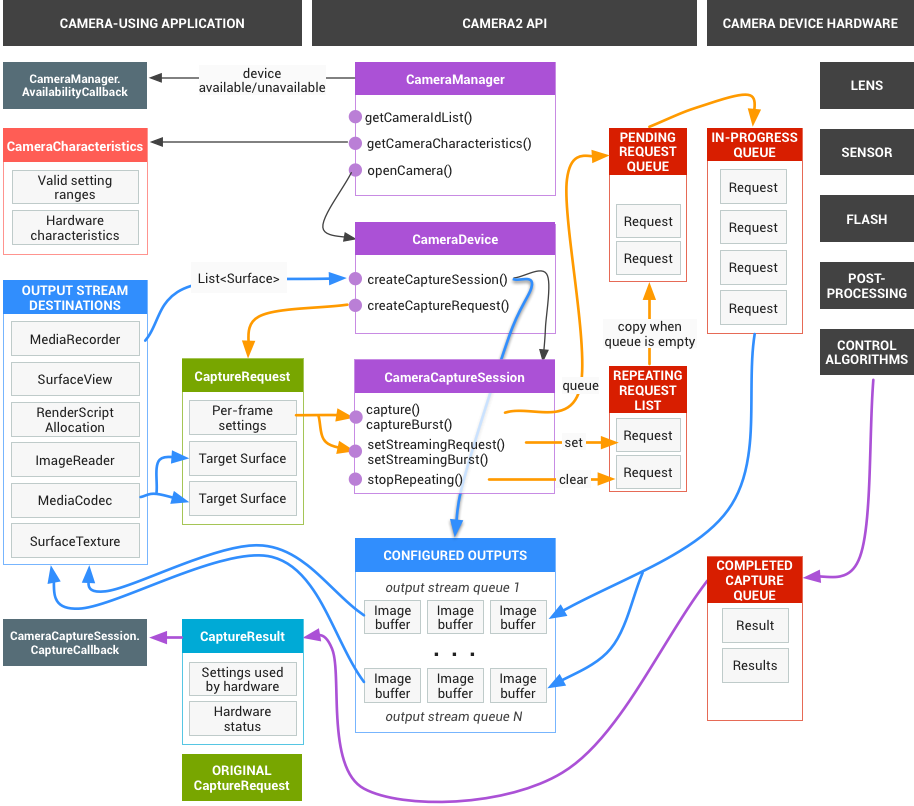 CAMERA-USING APPLICATION
CAMERA2 API
CAMERA DEVICE HARDWARE
CameraManager.
AvailabilityCallback
device
available/unavailable
CameraManager
getCameraIdList()
getCameraCharacteristics()
openCamera()
CameraCharacteristics
Valid setting
ranges
Hardware
characteristics
PENDING
REQUEST
QUEUE
Request
Request
IN-PROGRESS
QUEUE
Request
Request
Request
Request
LENS
SENSOR
FLASH
POST-
PROCESSING
CONTROL
ALGORITHMS
CameraDevice
createCaptureSession()
createCaptureRequest()
List<Surface>
OUTPUT STREAM
DESTINATIONS
MediaRecorder
SurfaceView
RenderScript
Allocation
ImageReader
MediaCodec
SurfaceTexture
CaptureRequest
Per-frame
settings
Target Surface
Target Surface
CameraCaptureSession
capture()
captureBurst()
setStreamingRequest()
setStreamingBurst()
stopRepeating()
queue
set
clear
copy when
queue is empty
REPEATING
REQUEST
LIST
Request
Request
CONFIGURED OUTPUTS
output stream queue 1
Image
buffer
Image
buffer
Image
buffer
. . .
Image
buffer
Image
buffer
Image
buffer
output stream queue N
COMPLETED
CAPTURE
QUEUE
Result
Results
CameraCaptureSession.
CaptureCallback
CaptureResult
Settings used
by hardware
Hardware
status
ORIGINAL
CaptureRequest